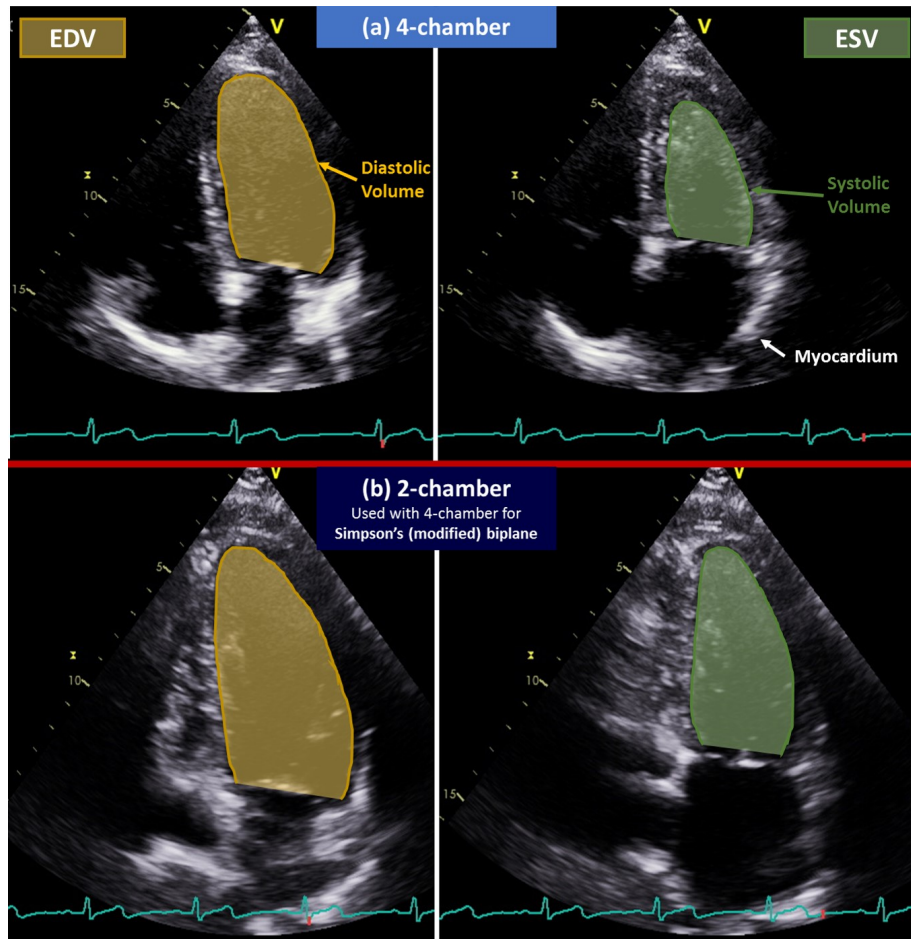 EDV
V
(a) 4-chamber
V
ESV
5
Diastolic
Volume
10
15
5
Systolic
Volume
10
15
Myocardium
V
(b) 2-chamber
Used with 4-chamber for
Simpson's (modified) biplane
V
5
10
5
10
15